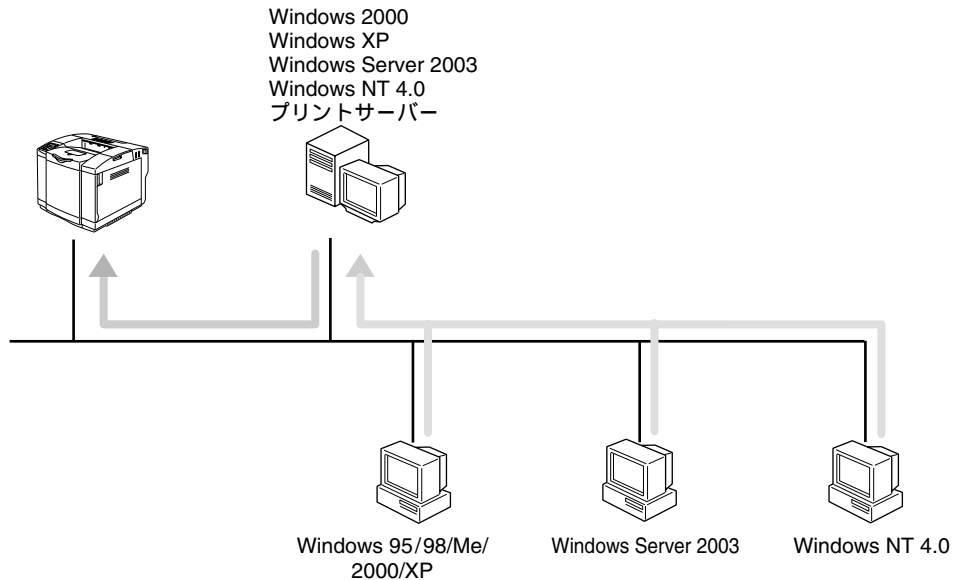 Windows 2000
Windows XP
Windows Server 2003
Windows NT 4.0
プリントサーバー
Windows 95/98/Me/
2000/XP
Windows Server 2003
Windows NT 4.0